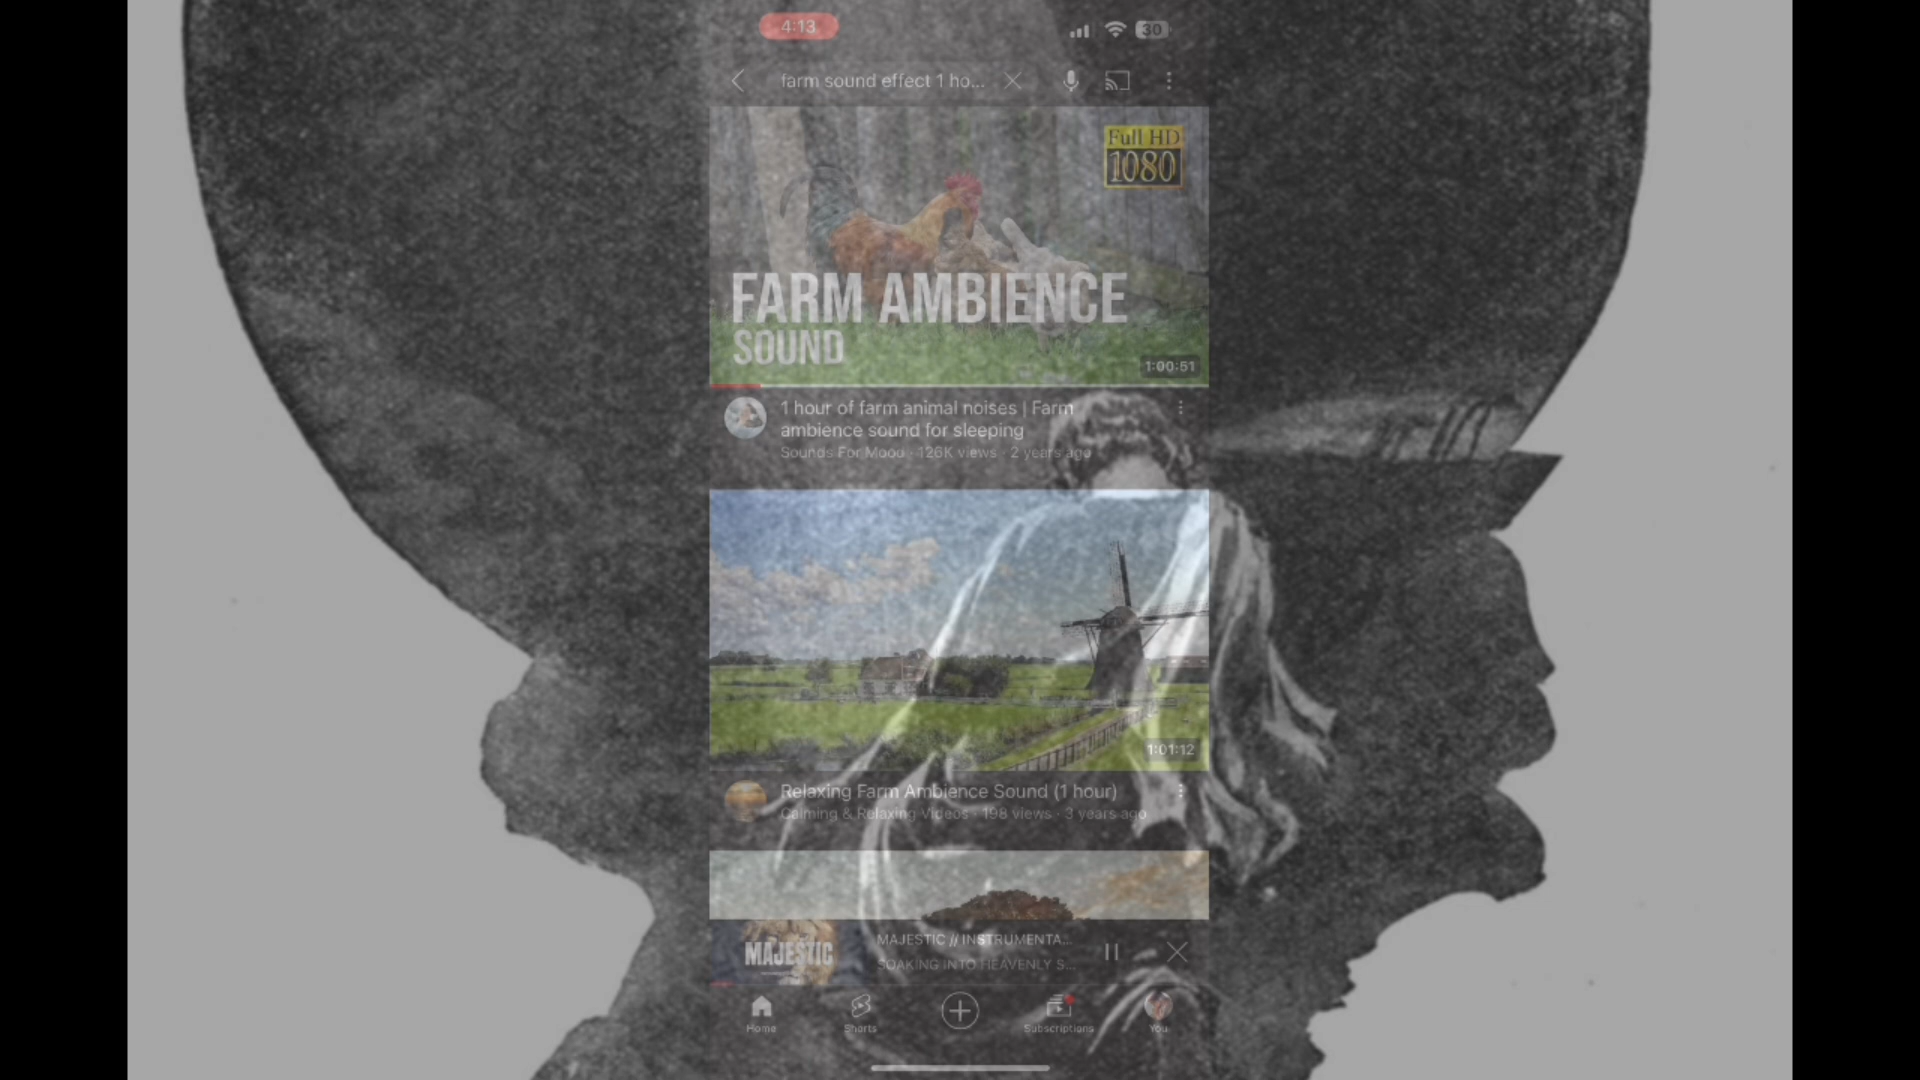 4:13
30
farm sound effect 1 ho...
Full HD
1080
FARM AMBIENCE
SOUND
1:00:51
1 hour of farm animal noises | Farm
ambience sound for sleeping
Sounds For Mood · 126K views · 2 years ago
1:01:12
Relaxing Farm Ambience Sound (1 hour)
Calming & Relaxing Videos · 198 views · 3 years ago
MAJESTIC
MAJESTIC // INSTRUMENTA...
SOAKING INTO HEAVENLY S...
Home
Shorts
Subscriptions
You